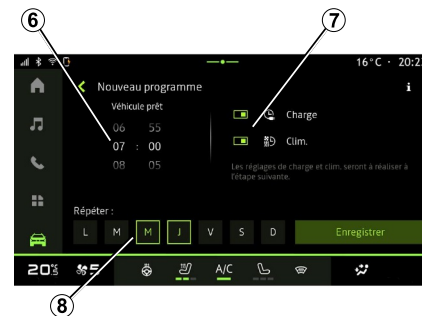 6
7
16°C · 20:2
Nouveau programme
i
Véhicule prêt
06 55
07 : 00
08 05
Charge
Clim.
Les réglages de charge et clim. seront à réaliser à
l'étape suivante.
Répéter :
L M M J V S D
Enregistrer
A/C
8